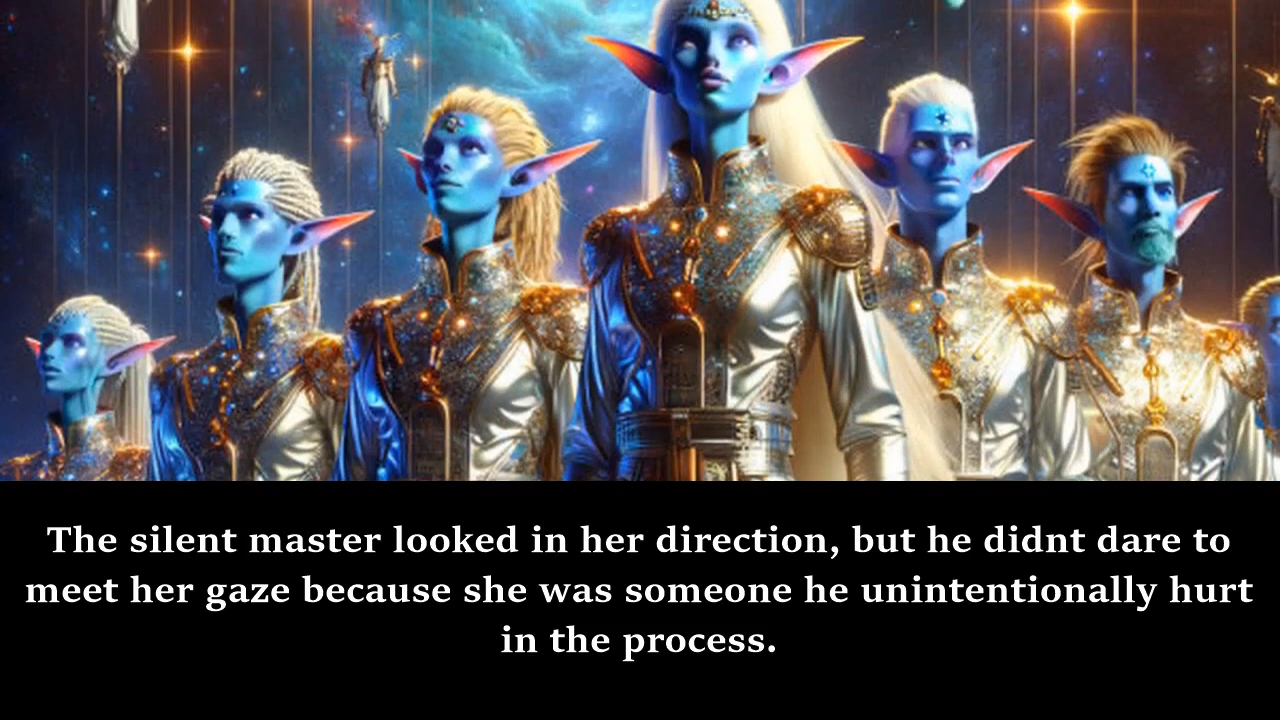 The silent master looked in her direction, but he didnt dare to
meet her gaze because she was someone he unintentionally hurt
in the process.